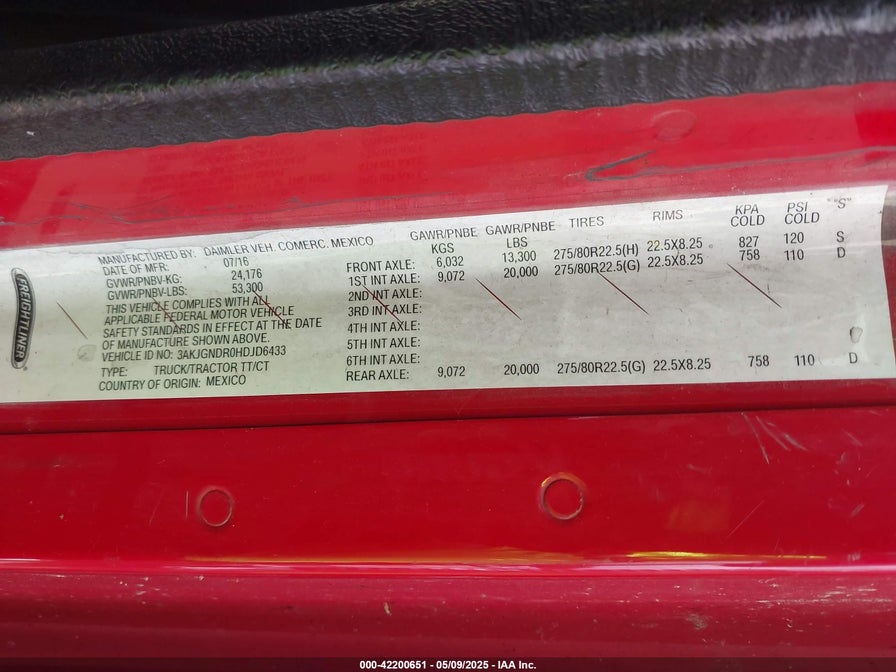 FREIGHTLINER
MANUFACTURED BY: DAIMLER VEH. COMERC. MEXICO
DATE OF MFR: 07/16
GVWR/PNBV-KG: 24,176
GVWR/PNBV-LBS: 53,300
THIS VEHICLE COMPLIES WITH ALL
APPLICABLE FEDERAL MOTOR VEHICLE
SAFETY STANDARDS IN EFFECT AT THE DATE
OF MANUFACTURE SHOWN ABOVE.
VEHICLE ID NO: 3AKJGNDR0HDJD6433
TYPE: TRUCK/TRACTOR TT/CT
COUNTRY OF ORIGIN: MEXICO
GAWR/PNBE KGS GAWR/PNBE LBS TIRES RIMS KPA COLD PSI COLD "S"
FRONT AXLE: 6,032 13,300 275/80R22.5(H) 22.5X8.25 827 120 S
1ST INT AXLE: 9,072 20,000 275/80R22.5(G) 22.5X8.25 758 110 D
2ND INT AXLE:
3RD INT AXLE:
4TH INT AXLE:
5TH INT AXLE:
6TH INT AXLE:
REAR AXLE: 9,072 20,000 275/80R22.5(G) 22.5X8.25 758 110 D
000-42200651 - 05/09/2025 - IAA Inc.